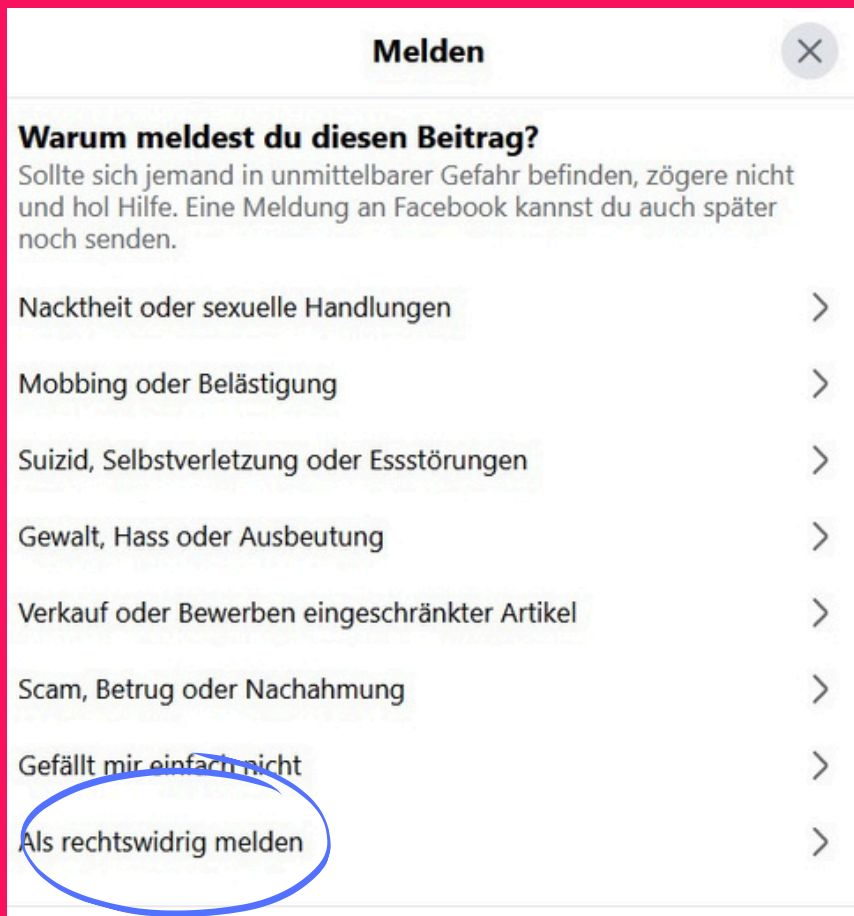 Melden
Warum meldest du diesen Beitrag?
Sollte sich jemand in unmittelbarer Gefahr befinden, zögere nicht
und hol Hilfe. Eine Meldung an Facebook kannst du auch später
noch senden.
Nacktheit oder sexuelle Handlungen
Mobbing oder Belästigung
Suizid, Selbstverletzung oder Essstörungen
Gewalt, Hass oder Ausbeutung
Verkauf oder Bewerben eingeschränkter Artikel
Scam, Betrug oder Nachahmung
Gefällt mir einfach nicht
Als rechtswidrig melden